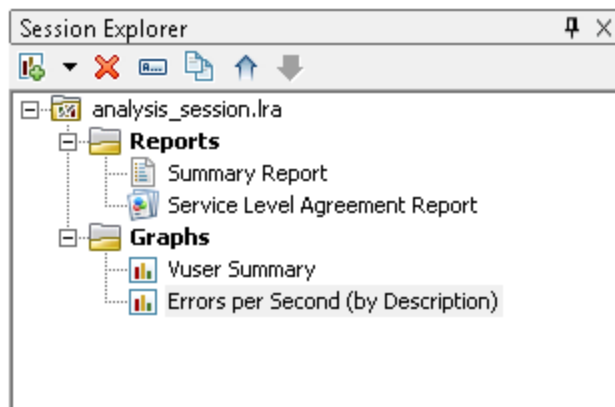 Session Explorer
analysis_session.lra
Reports
Summary Report
Service Level Agreement Report
Graphs
Vuser Summary
Errors per Second (by Description)